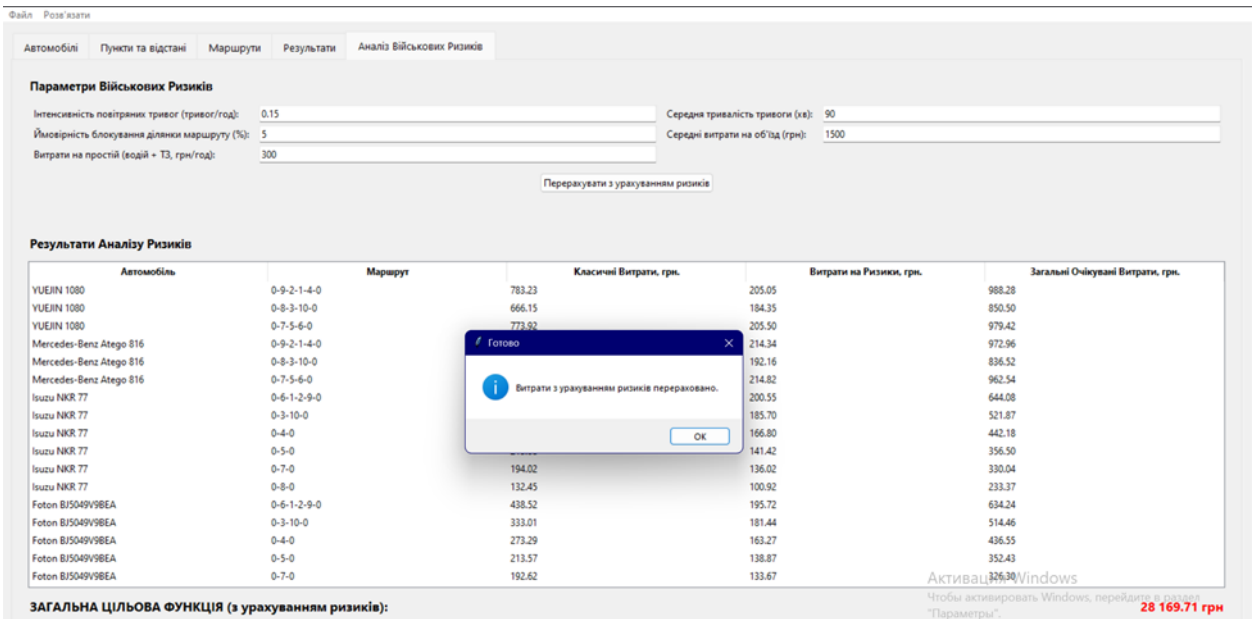 Файл Розв'язати
Автомобілі Пункти та відстані Маршрути Результати Аналіз Військових Ризиків
Параметри Військових Ризиків
Інтенсивність повітряних тривог (тривог/год): 0.15 Середня тривалість тривоги (хв): 90
Ймовірність блокування ділянки маршруту (%): 5 Середні витрати на об'їзд (грн): 1500
Витрати на простій (водій + ТЗ, грн/год): 300
Перерахувати з урахуванням ризиків
Результати Аналізу Ризиків
Автомобіль Маршрут Класичні Витрати, грн. Витрати на Ризики, грн. Загальні Очікувані Витрати, грн.
YUEJIN 1080 0-9-2-1-4-0 783.23 205.05 988.28
YUEJIN 1080 0-8-3-10-0 666.15 184.35 850.50
YUEJIN 1080 0-7-5-6-0 773.92 205.50 979.42
Готово
Mercedes-Benz Atego 816 0-9-2-1-4-0 214.34 972.96
Mercedes-Benz Atego 816 0-8-3-10-0 192.16 836.52
Mercedes-Benz Atego 816 0-7-5-6-0 214.82 962.54
Витрати з урахуванням ризиків перераховано.
Isuzu NKR 77 0-6-1-2-9-0 200.55 644.08
Isuzu NKR 77 0-3-10-0 185.70 521.87
Isuzu NKR 77 0-4-0 166.80 442.18
OK
Isuzu NKR 77 0-5-0 141.42 356.50
Isuzu NKR 77 0-7-0 194.02 136.02 330.04
Isuzu NKR 77 0-8-0 132.45 100.92 233.37
Foton BJ5049V9BEA 0-6-1-2-9-0 438.52 195.72 634.24
Foton BJ5049V9BEA 0-3-10-0 333.01 181.44 514.46
Foton BJ5049V9BEA 0-4-0 273.29 163.27 436.55
Foton BJ5049V9BEA 0-5-0 213.57 138.87 352.43
Foton BJ5049V9BEA 0-7-0 192.62 133.67 326.30
Активация Windows
Чтобы активировать Windows, перейдите в раздел
"Параметры".
ЗАГАЛЬНА ЦІЛЬОВА ФУНКЦІЯ (з урахуванням ризиків): 28 169.71 грн